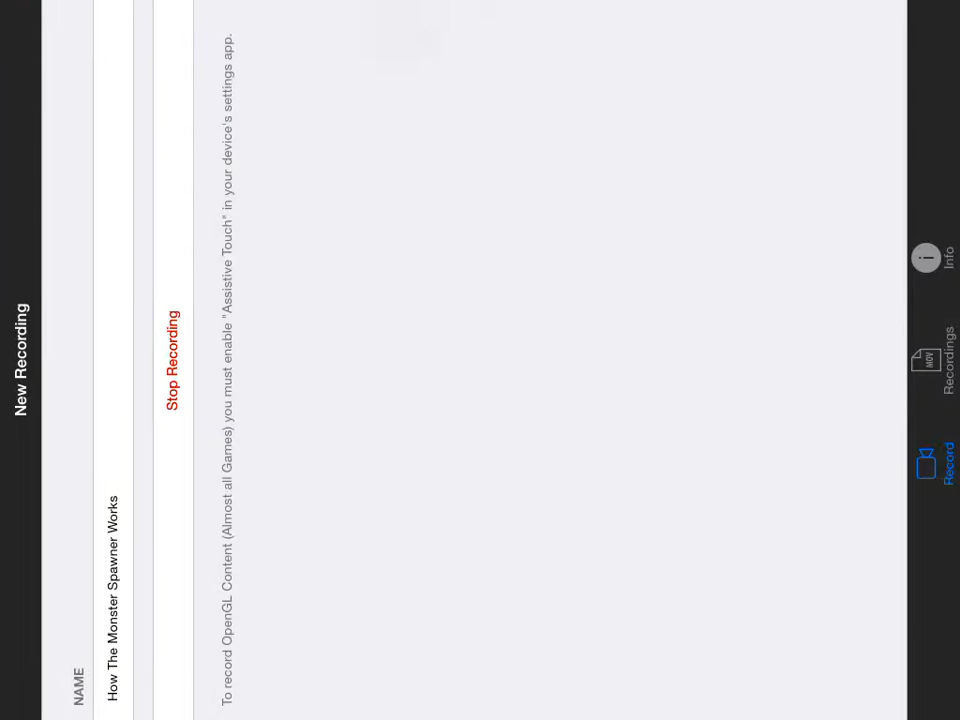 New Recording
NAME
How The Monster Spawner Works
Stop Recording
To record OpenGL Content (Almost all Games) you must enable "Assistive Touch" in your device's settings app.
Record
MOV
Recordings
i
Info